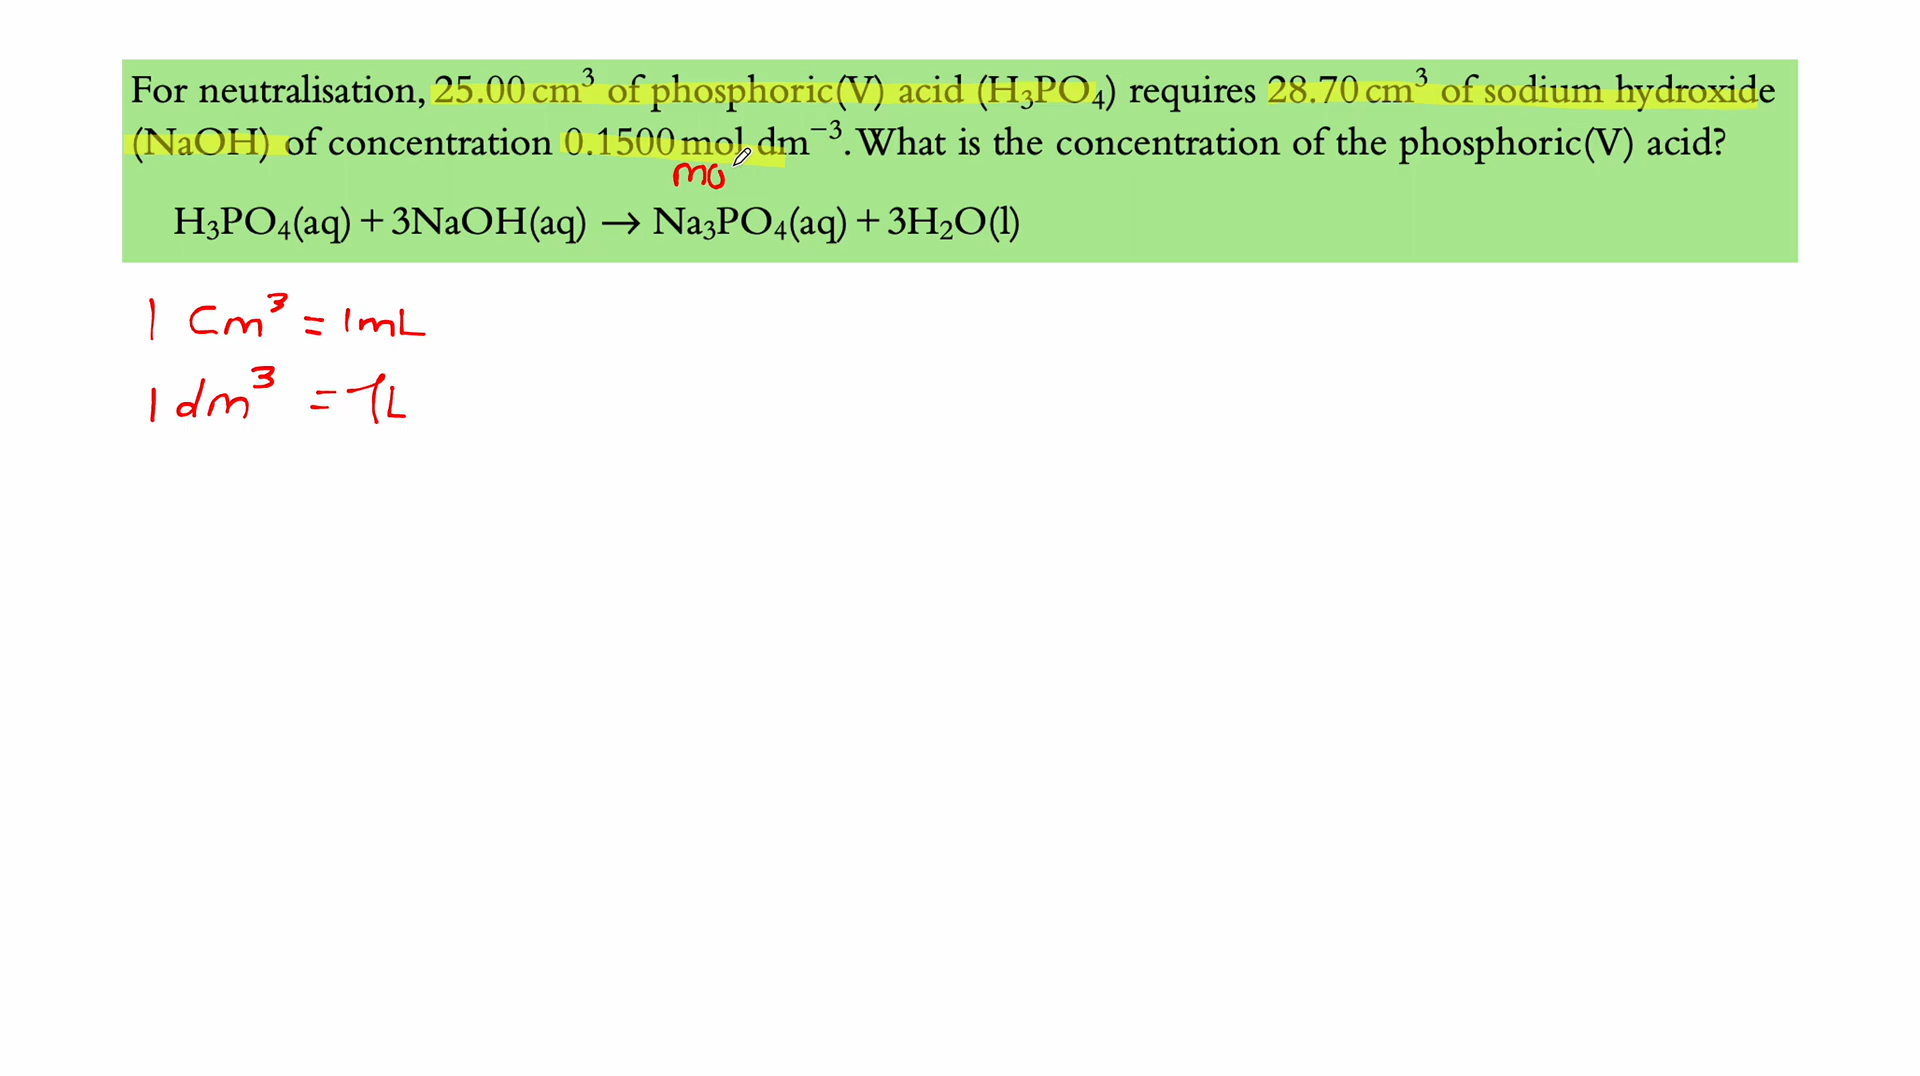 For neutralisation, 25.00 cm³ of phosphoric(V) acid (H₃PO₄) requires 28.70 cm³ of sodium hydroxide
(NaOH) of concentration 0.1500 mol dm⁻³. What is the concentration of the phosphoric(V) acid?
mo
H₃PO₄(aq) + 3NaOH(aq) → Na₃PO₄(aq) + 3H₂O(l)
1 cm³ = 1mL
1 dm³ = 1L